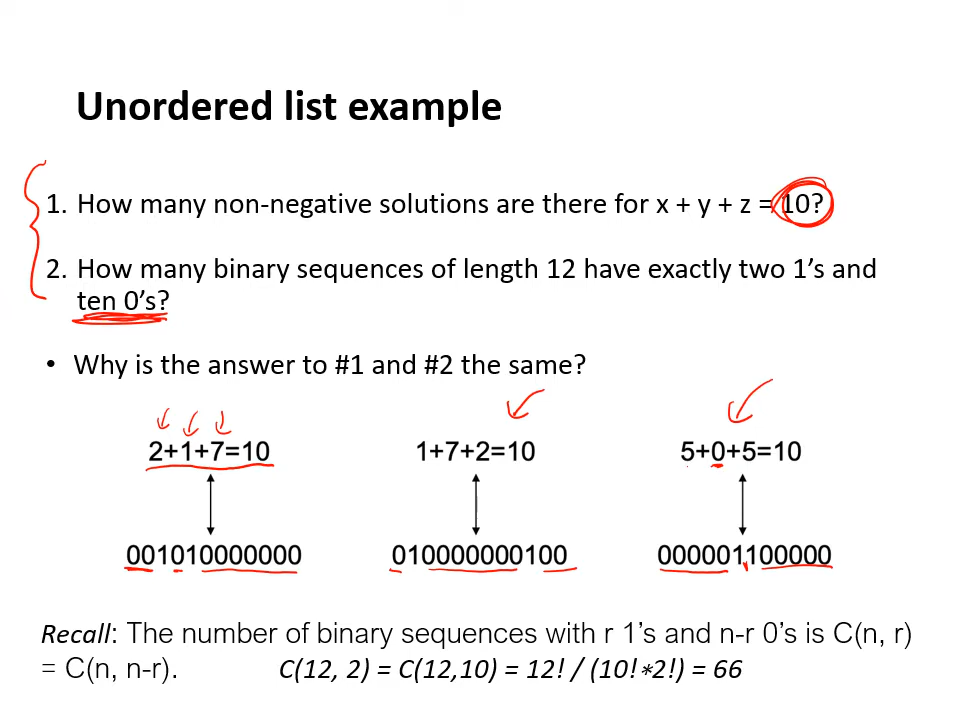 Unordered list example
1. How many non-negative solutions are there for x + y + z = 10?
2. How many binary sequences of length 12 have exactly two 1's and
ten 0's?
• Why is the answer to #1 and #2 the same?
2+1+7=10 1+7+2=10 5+0+5=10
001010000000 010000000100 000001100000
Recall: The number of binary sequences with r 1's and n-r 0's is C(n, r)
= C(n, n-r). C(12, 2) = C(12,10) = 12! / (10!*2!) = 66